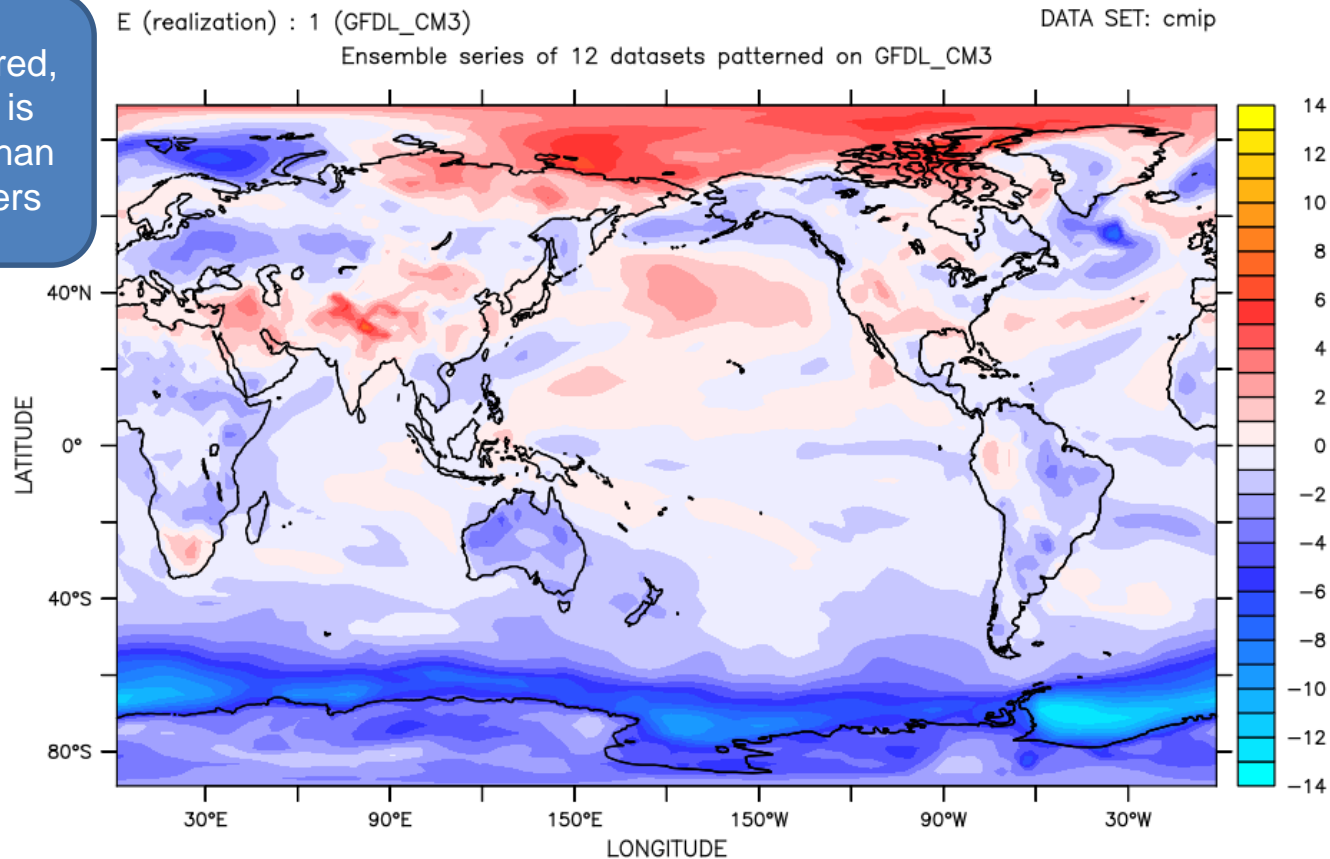 red,
is
E (realization) : 1 (GFDL_CM3)
DATA SET: cmip
Ensemble series of 12 datasets patterned on GFDL_CM3
LATITUDE
40°N
0°
40°S
80°S
30°E
90°E
150°E
150°W
90°W
30°W
LONGITUDE
14
12
10
8
6
4
2
0
−2
−4
−6
−8
−10
−12
−14